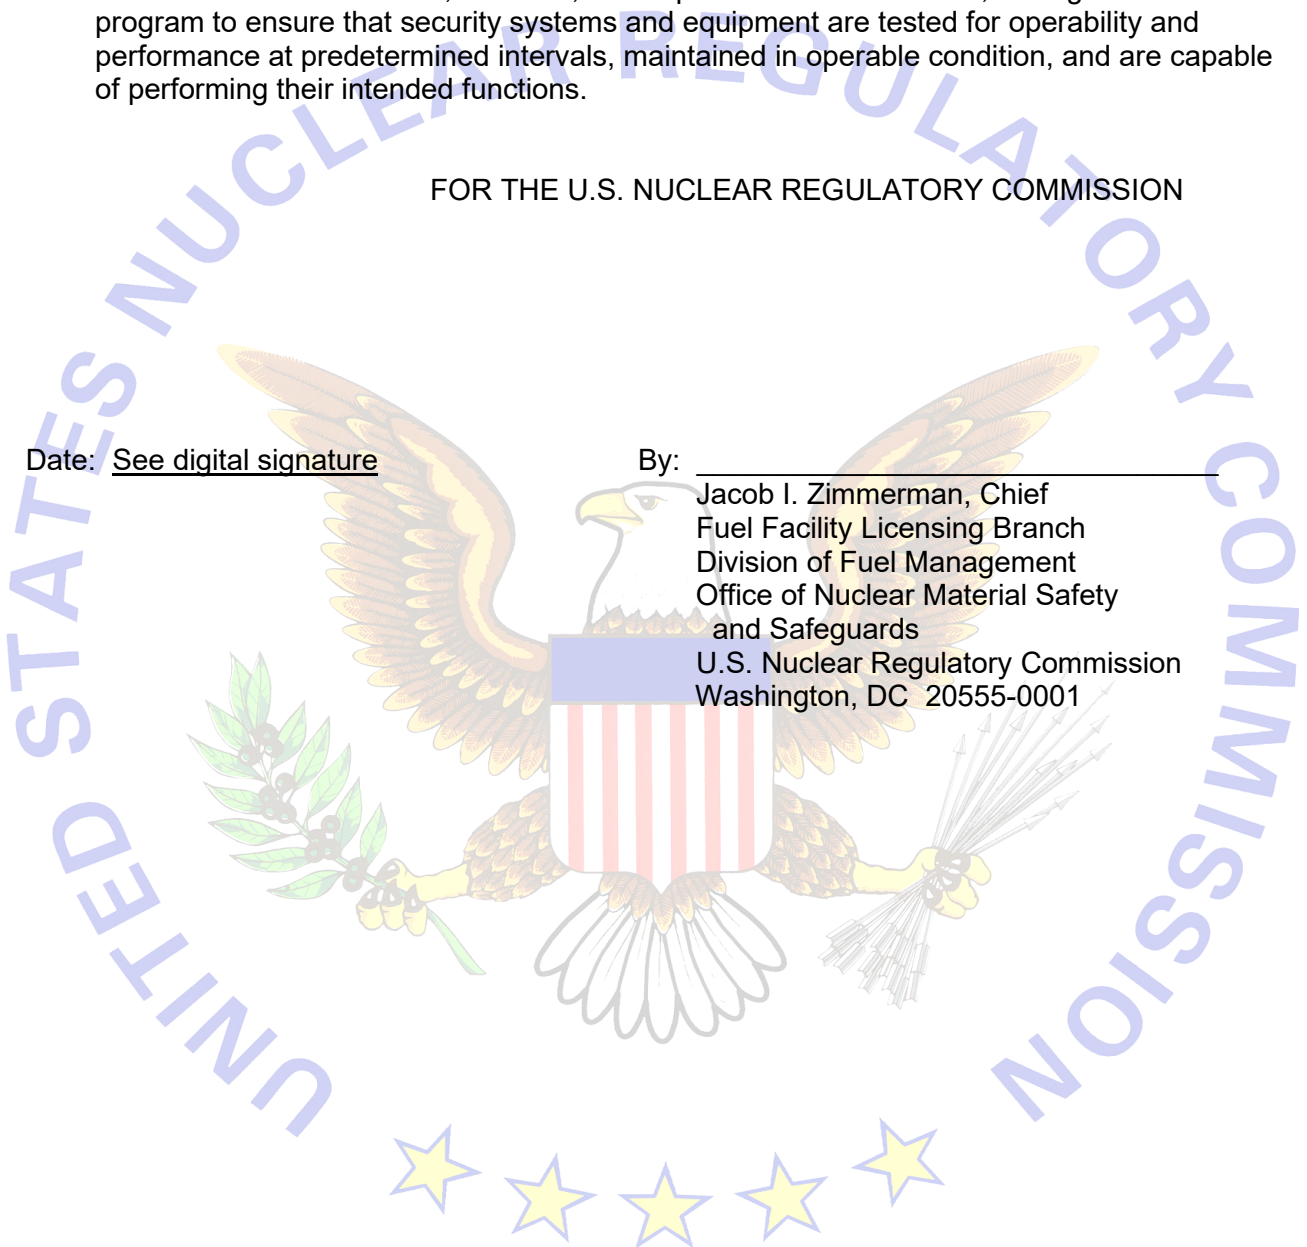 program to ensure that security systems and equipment are tested for operability and
performance at predetermined intervals, maintained in operable condition, and are capable
of performing their intended functions.
FOR THE U.S. NUCLEAR REGULATORY COMMISSION
Date: See digital signature
By:
Jacob I. Zimmerman, Chief
Fuel Facility Licensing Branch
Division of Fuel Management
Office of Nuclear Material Safety
and Safeguards
U.S. Nuclear Regulatory Commission
Washington, DC 20555-0001
UNITED STATES NUCLEAR REGULATORY COMMISSION